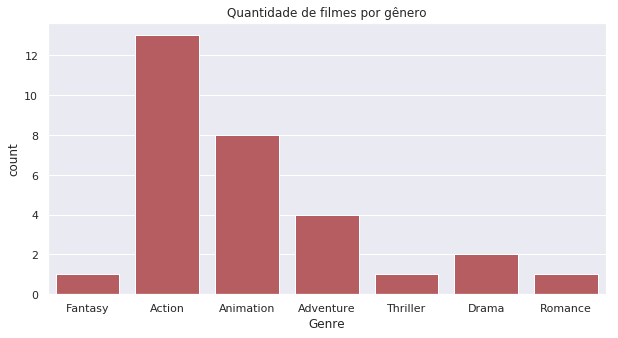 Quantidade de filmes por gênero
count
12
10
8
6
4
2
0
Fantasy Action Animation Adventure Thriller Drama Romance
Genre